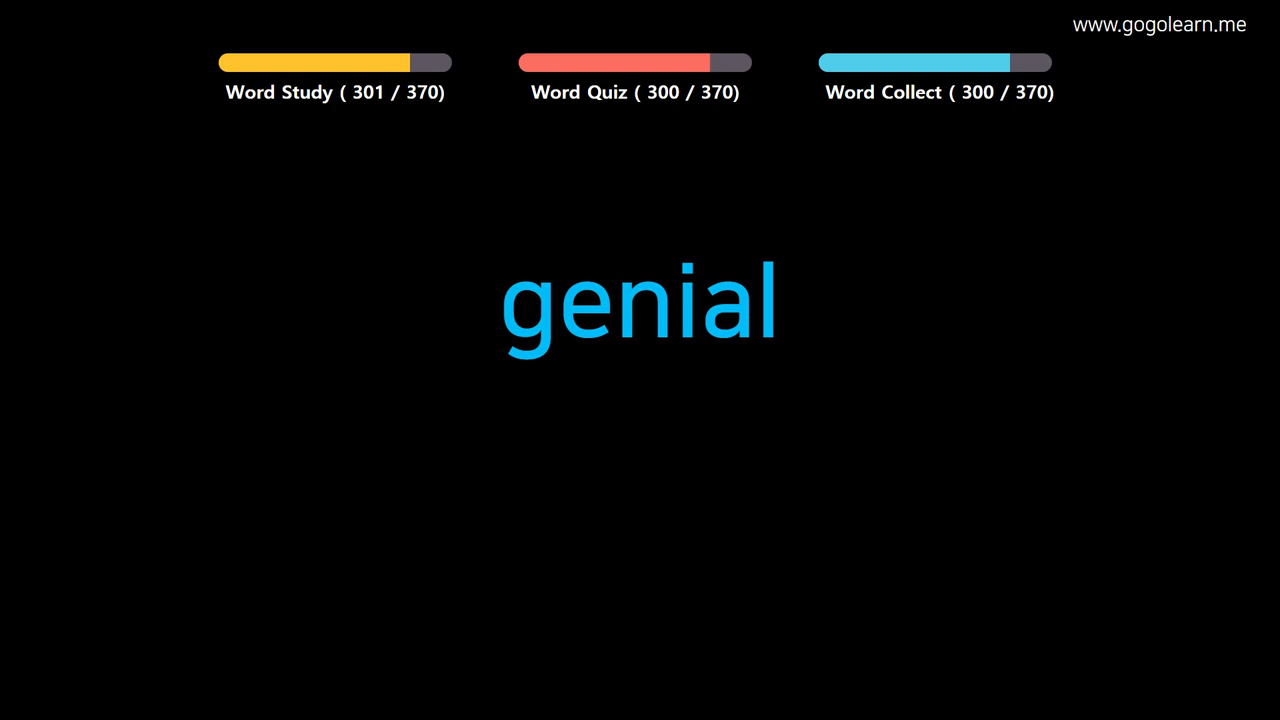 www.gogolearn.me
Word Study ( 301 / 370)
Word Quiz ( 300 / 370)
Word Collect ( 300 / 370)
genial